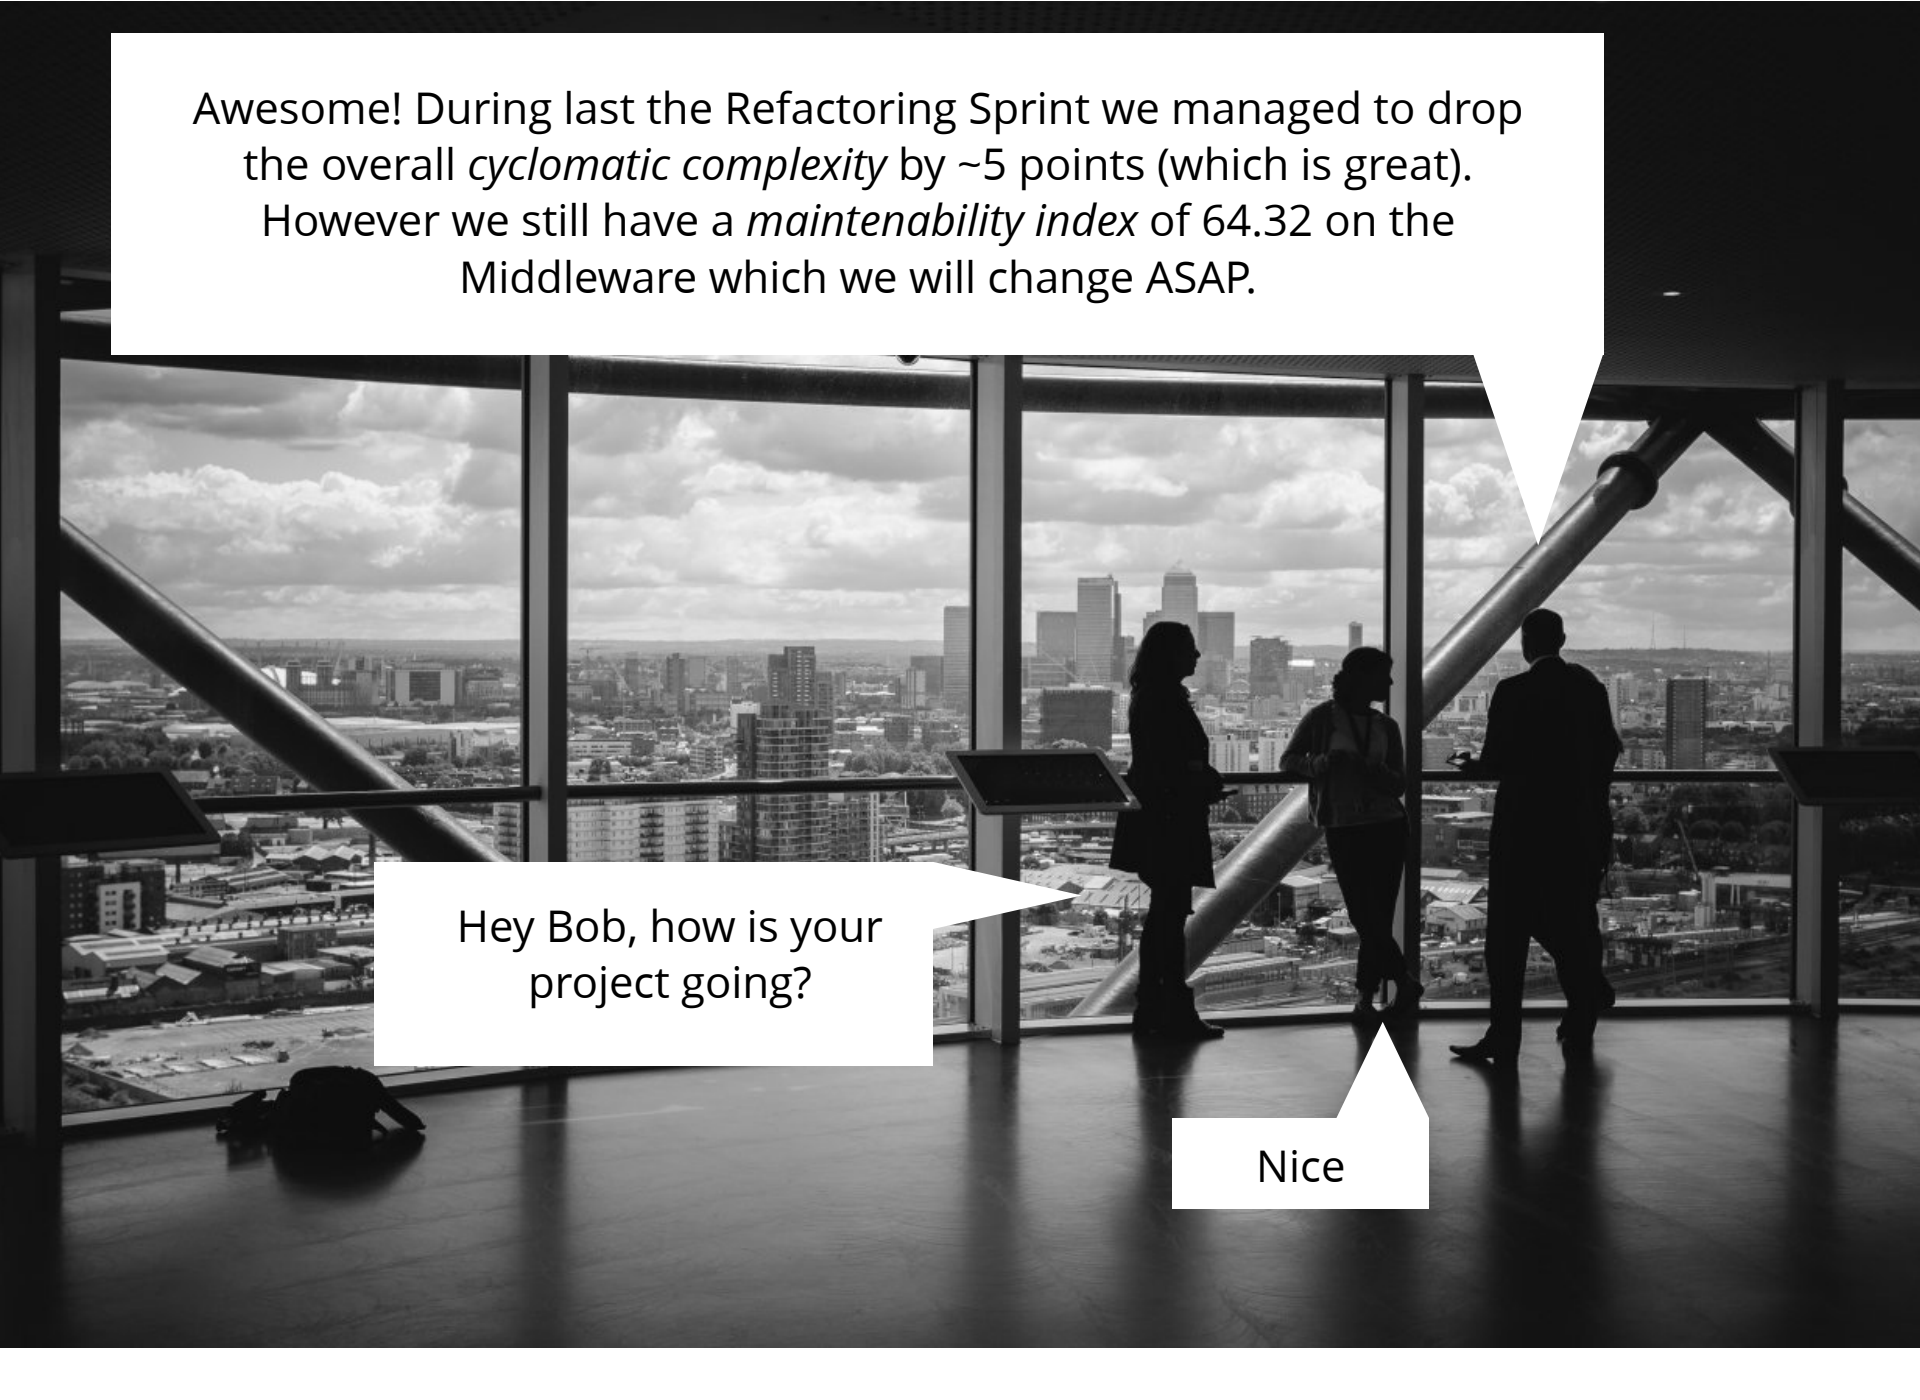 Awesome! During last the Refactoring Sprint we managed to drop
the overall cyclomatic complexity by ~5 points (which is great).
However we still have a maintenability index of 64.32 on the
Middleware which we will change ASAP.
Hey Bob, how is your
project going?
Nice